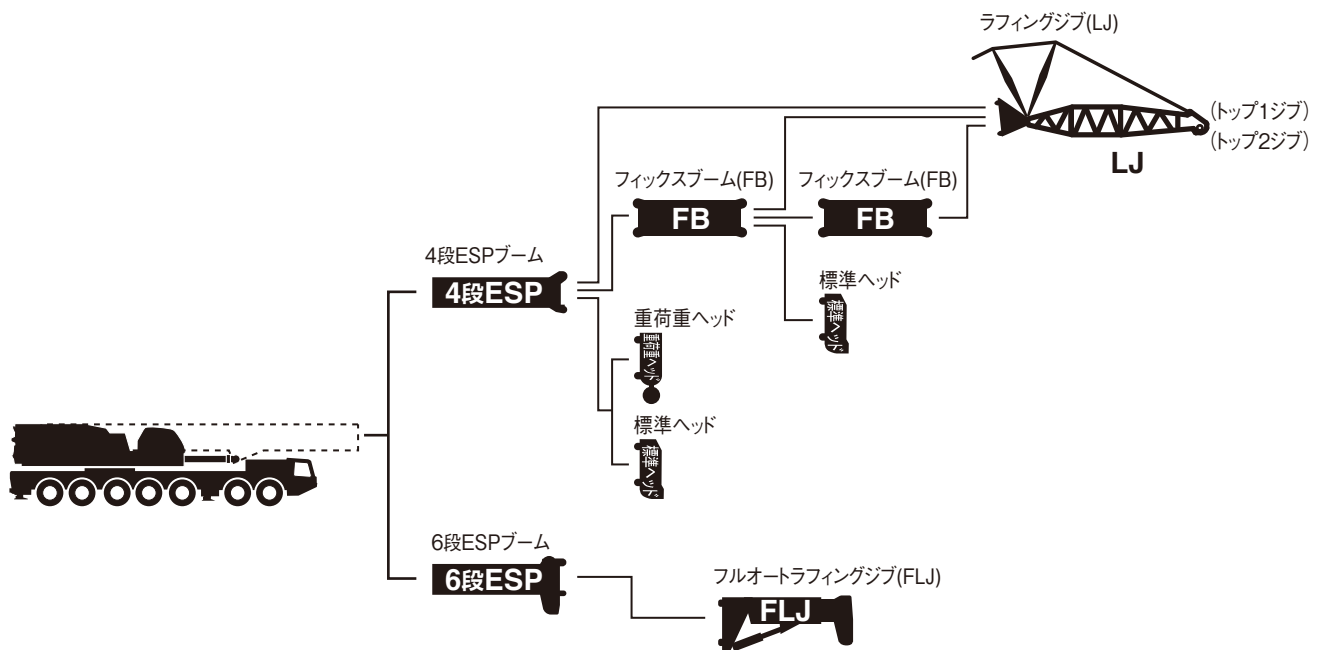 ラフィングジブ(LJ)
(トップ1ジブ)
(トップ2ジブ)
LJ
フィックスブーム(FB)
フィックスブーム(FB)
FB
FB
4段ESPブーム
4段ESP
標準ヘッド
標準ヘッド
重荷重ヘッド
重荷重ヘッド
標準ヘッド
標準ヘッド
6段ESPブーム
6段ESP
フルオートラフィングジブ(FLJ)
FLJ